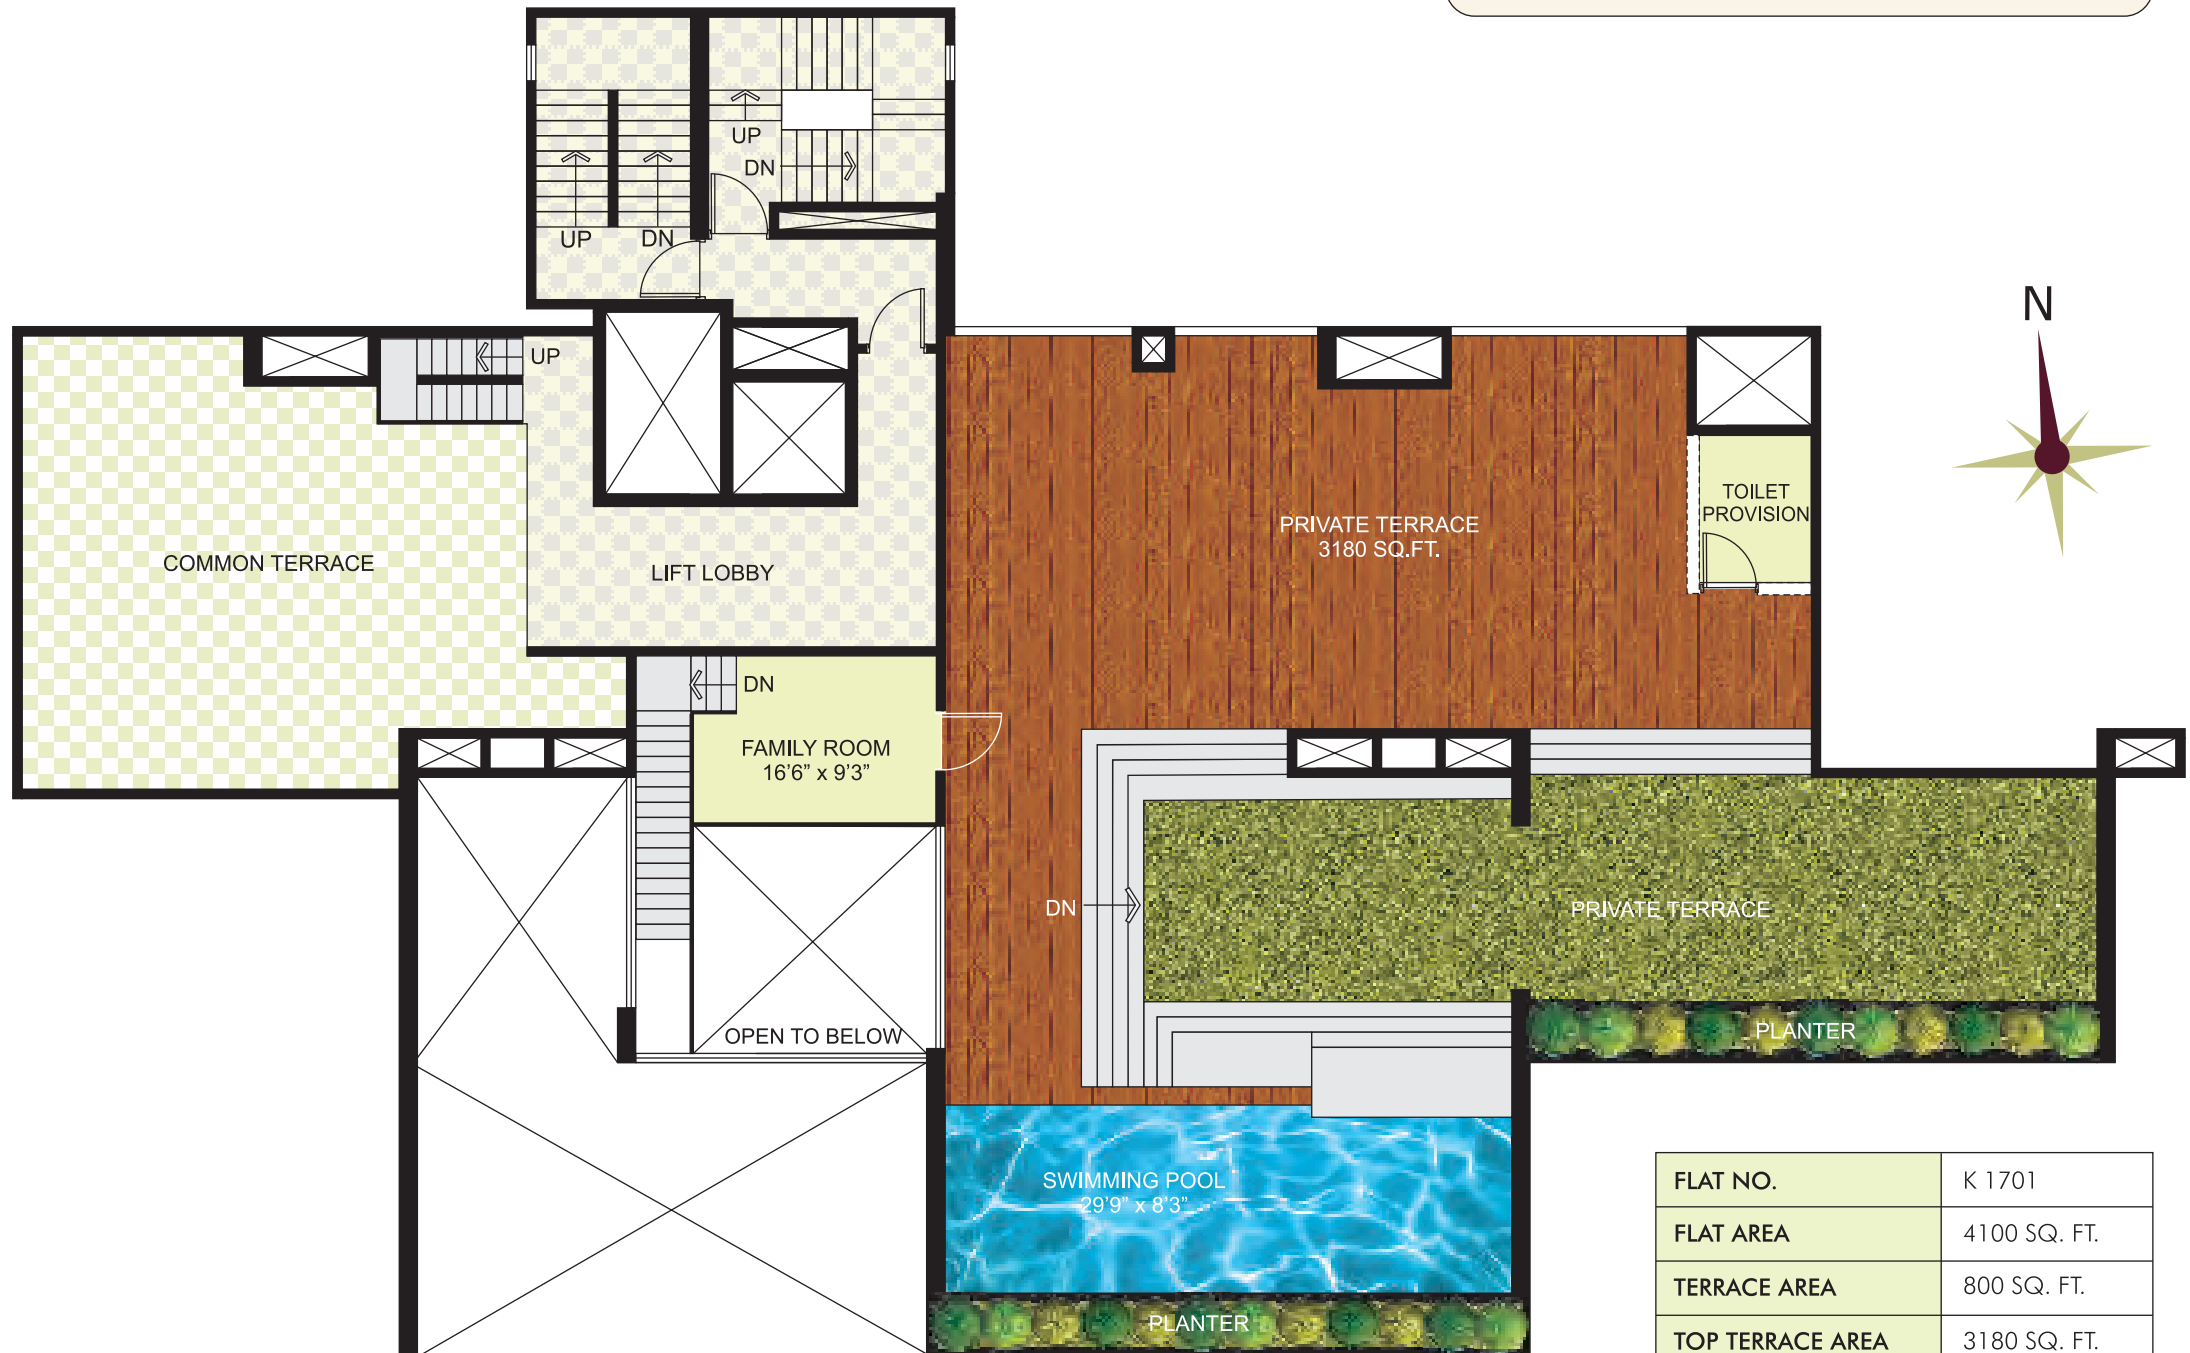 UP
DN
UP
DN
N
UP
TOILET
PROVISION
PRIVATE TERRACE
3180 SQ.FT.
COMMON TERRACE
LIFT LOBBY
DN
FAMILY ROOM
16'6" x 9'3"
DN
PRIVATE TERRACE
OPEN TO BELOW
PLANTER
SWIMMING POOL
29'9" x 8'3"
PLANTER
FLAT NO. K 1701
FLAT AREA 4100 SQ. FT.
TERRACE AREA 800 SQ. FT.
TOP TERRACE AREA 3180 SQ. FT.